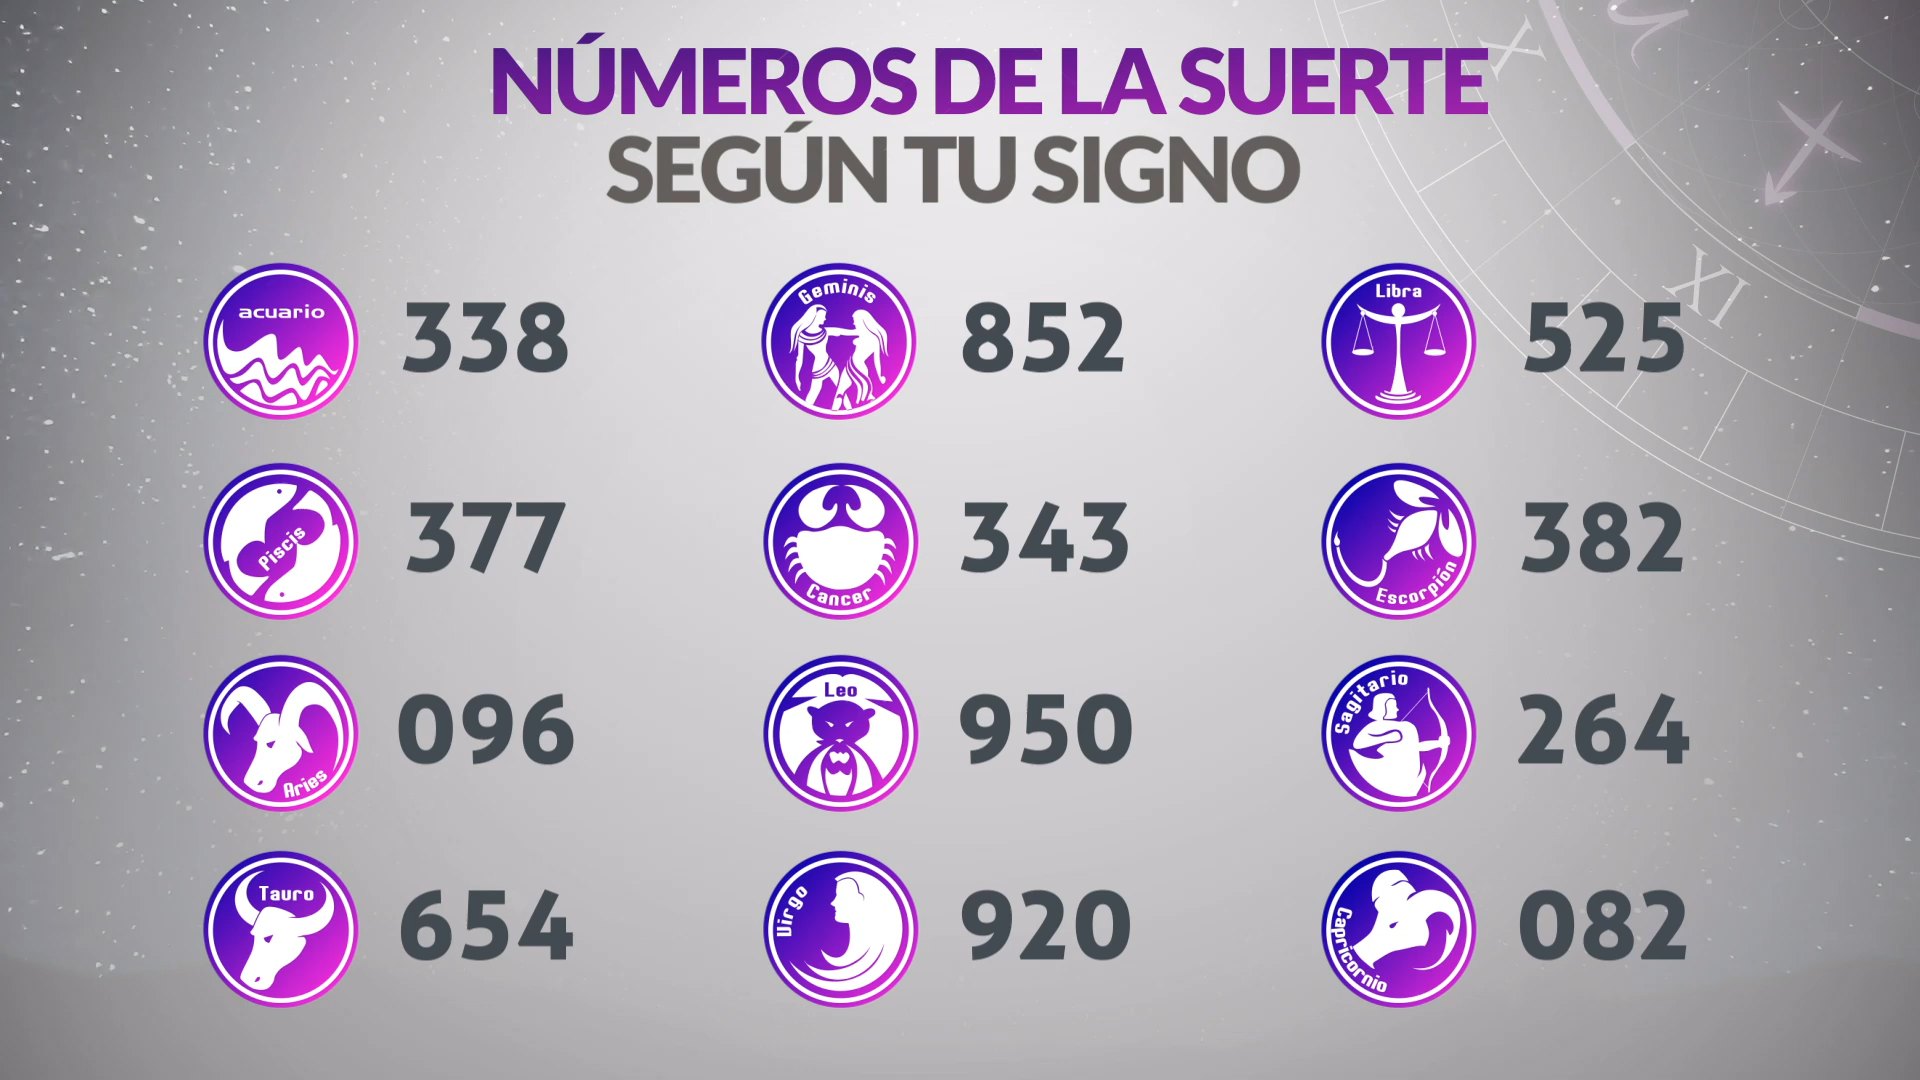 NÚMEROS DE LA SUERTE
SEGÚN TU SIGNO
acuario 338
Geminis 852
Libra 525
Piscis 377
Cancer 343
Escorpión 382
Aries 096
Leo 950
Sagitario 264
Tauro 654
Virgo 920
Capricornio 082
X
XI